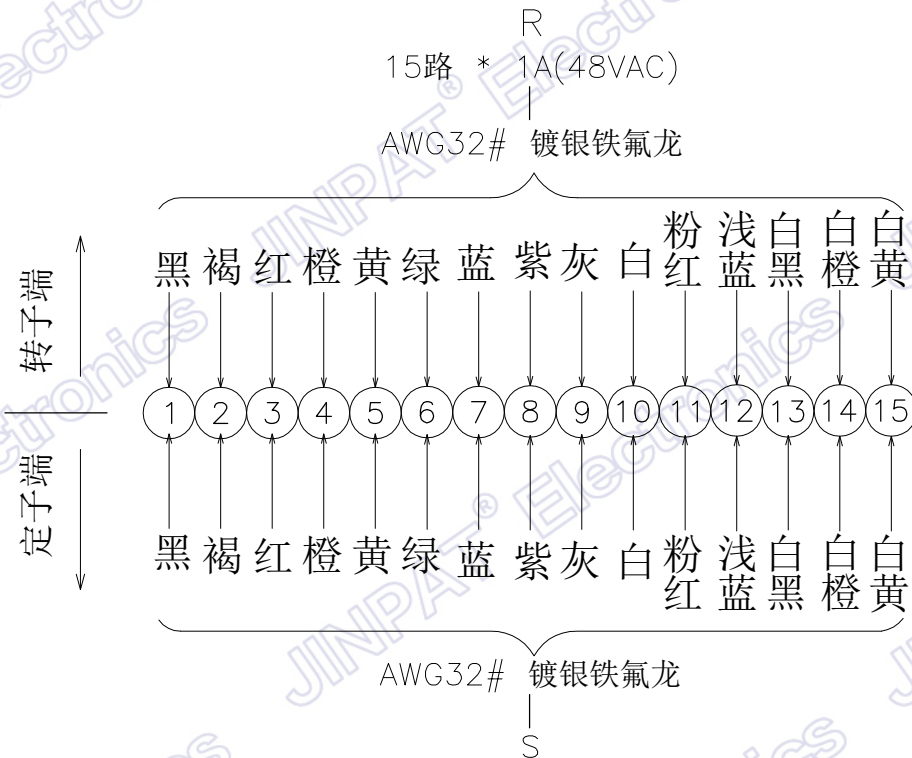 R
15路 * 1A(48VAC)
AWG32# 镀银铁氟龙
转子端
黑 褐 红 橙 黄 绿 蓝 紫 灰 白 粉红 浅蓝 白黑 白橙 白黄
1 2 3 4 5 6 7 8 9 10 11 12 13 14 15
定子端
黑 褐 红 橙 黄 绿 蓝 紫 灰 白 粉红 浅蓝 白黑 白橙 白黄
AWG32# 镀银铁氟龙
S
JINPAT® Electronics
JINPAT® Electronics